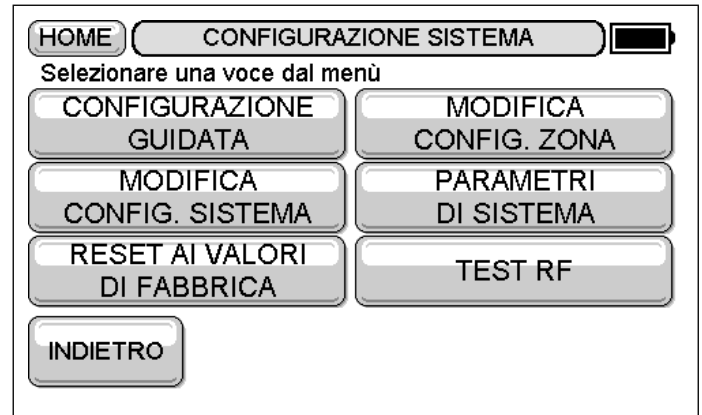 HOME CONFIGURAZIONE SISTEMA
Selezionare una voce dal menù
CONFIGURAZIONE MODIFICA
GUIDATA CONFIG. ZONA
MODIFICA PARAMETRI
CONFIG. SISTEMA DI SISTEMA
RESET AI VALORI
DI FABBRICA TEST RF
INDIETRO